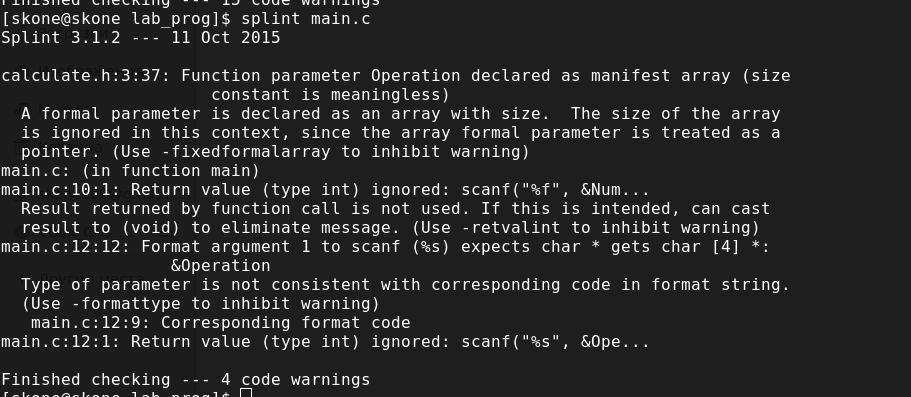 Finished checking --- 15 code warnings
[skone@skone lab_prog]$ splint main.c
Splint 3.1.2 --- 11 Oct 2015
calculate.h:3:37: Function parameter Operation declared as manifest array (size
constant is meaningless)
A formal parameter is declared as an array with size.  The size of the array
is ignored in this context, since the array formal parameter is treated as a
pointer. (Use -fixedformalarray to inhibit warning)
main.c: (in function main)
main.c:10:1: Return value (type int) ignored: scanf("%f", &Num...
Result returned by function call is not used. If this is intended, can cast
result to (void) to eliminate message. (Use -retvalint to inhibit warning)
main.c:12:12: Format argument 1 to scanf (%s) expects char * gets char [4] *:
&Operation
Type of parameter is not consistent with corresponding code in format string.
(Use -formattype to inhibit warning)
main.c:12:9: Corresponding format code
main.c:12:1: Return value (type int) ignored: scanf("%s", &Ope...
Finished checking --- 4 code warnings
[skone@skone lab_prog]$